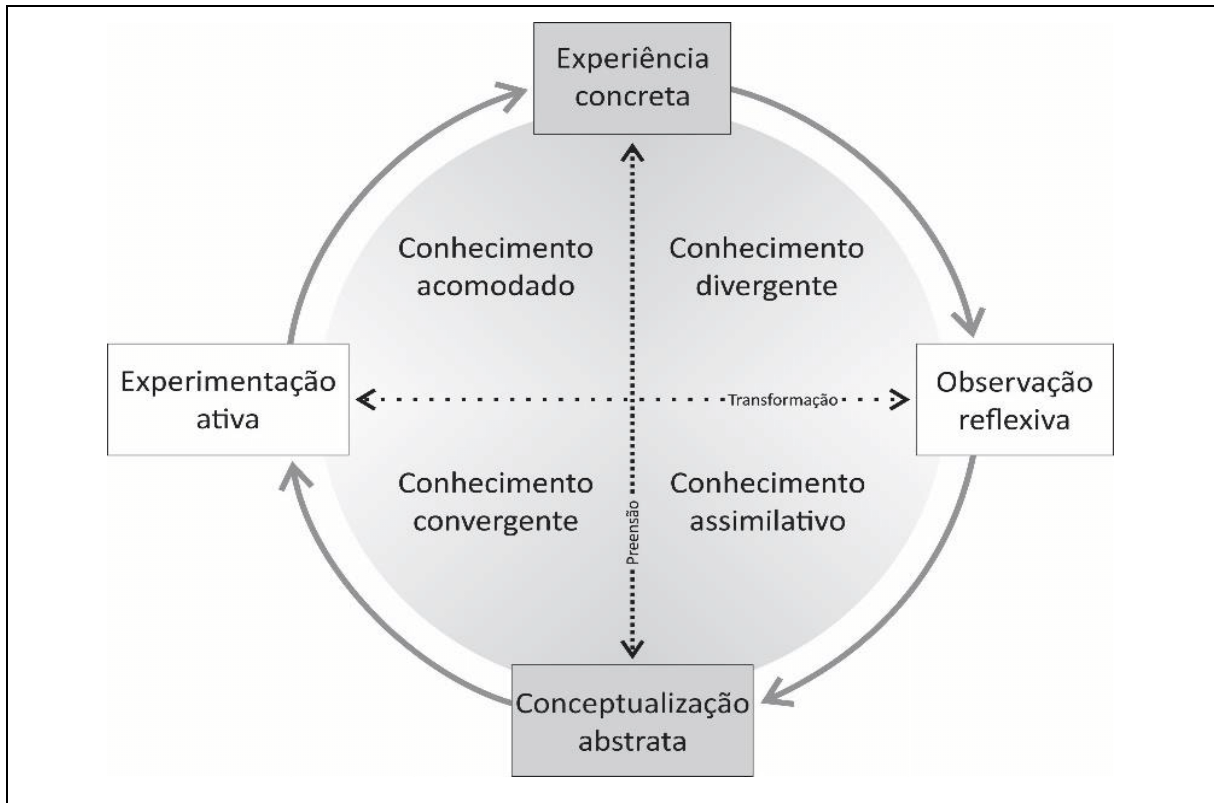 Experiência
concreta
Conhecimento
acomodado
Conhecimento
divergente
Experimentação
ativa
Transformação
Observação
reflexiva
Conhecimento
convergente
Preensão
Conhecimento
assimilativo
Conceptualização
abstrata